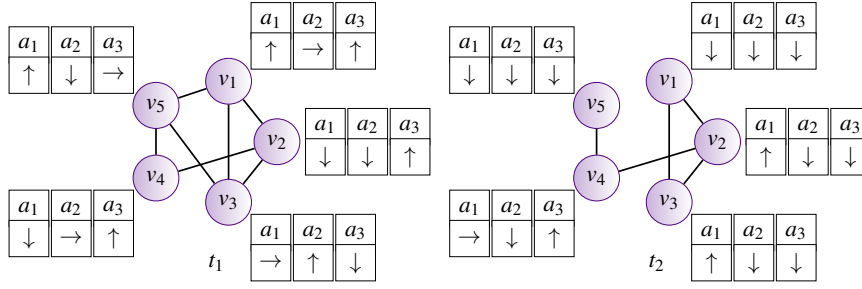 a1 a2 a3
↑ → ↑
a1 a2 a3
↑ ↓ →
v1
v5
a1 a2 a3
↓ ↓ ↑
v2
v4
v3
a1 a2 a3
↓ → ↑
a1 a2 a3
→ ↑ ↓
t1
a1 a2 a3
↓ ↓ ↓
a1 a2 a3
↓ ↓ ↓
v1
v5
a1 a2 a3
↑ ↓ ↓
v2
v4
v3
a1 a2 a3
→ ↓ ↑
a1 a2 a3
↑ ↓ ↓
t2